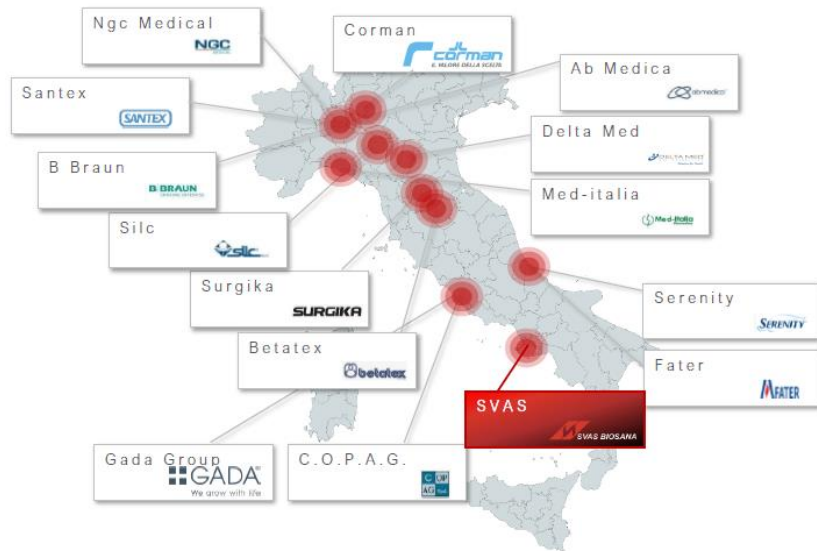 Ngc Medical
NGC
Corman
JL
corman
IL VALORE DELLA SCELTA
Ab Medica
abmedica
Santex
SANTEX
Delta Med
DELTA MED
B Braun
B BRAUN
Med-italia
Med-Italia
Silc
silc
Surgika
SURGIKA
Serenity
SERENITY
Betatex
betatex
Fater
FATER
SVAS
SVAS BIOSANA
Gada Group
GADA
We grow with life
C.O.P.A.G.
C OP
AG